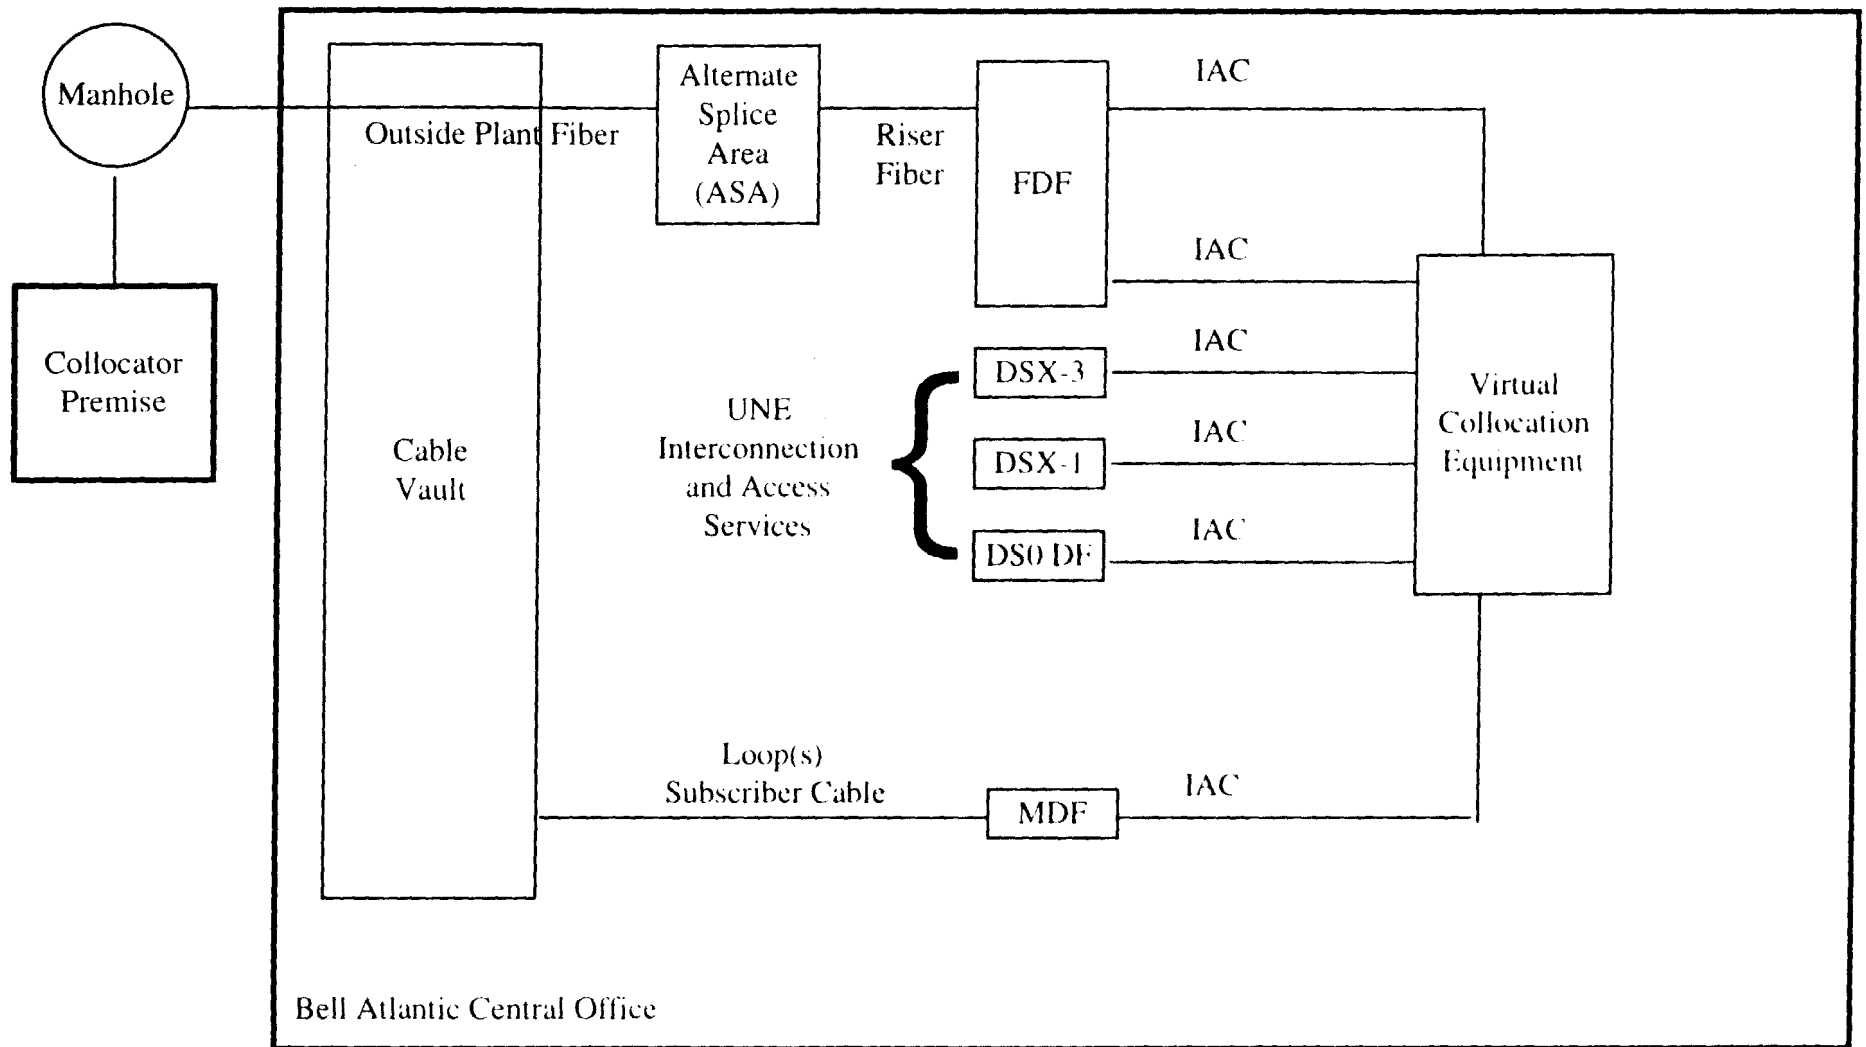 Manhole
Collocator
Premise
Outside Plant Fiber
Cable
Vault
Alternate
Splice
Area
(ASA)
Riser
Fiber
FDF
IAC
IAC
UNE
Interconnection
and Access
Services
DSX-3
IAC
DSX-1
IAC
DS0 DF
IAC
Virtual
Collocation
Equipment
Loop(s)
Subscriber Cable
MDF
IAC
Bell Atlantic Central Office